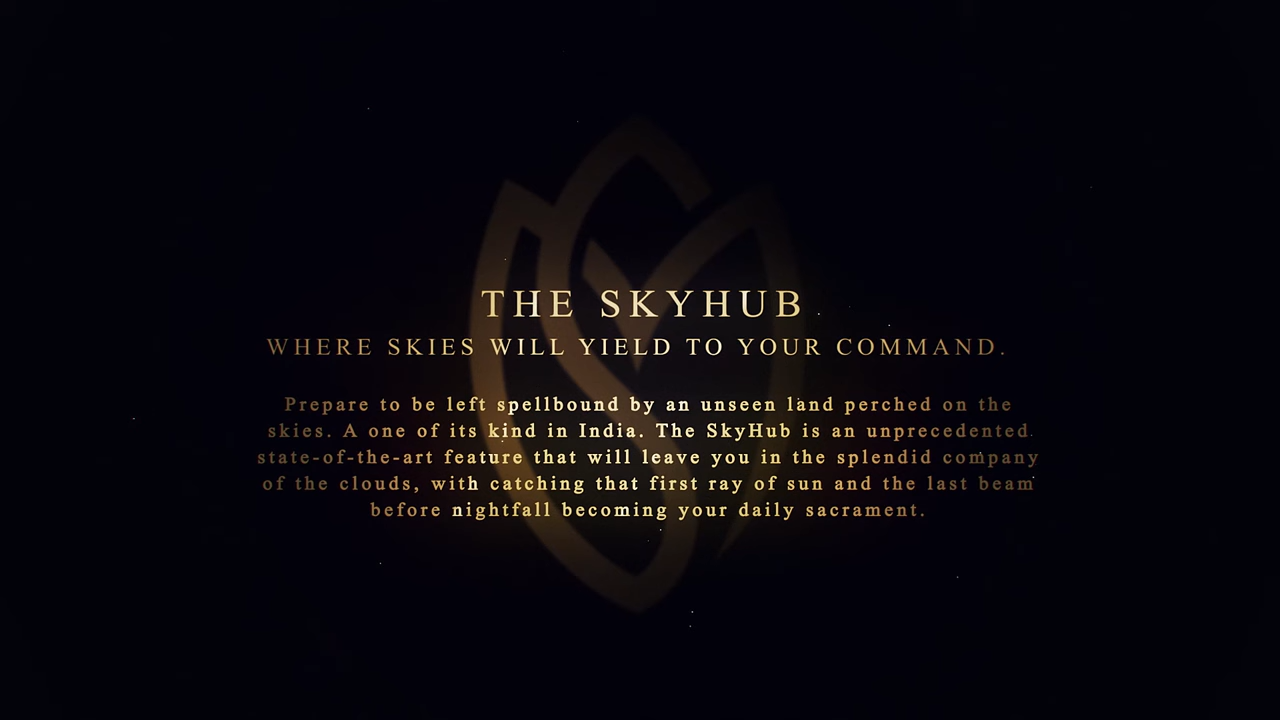 THE SKYHUB
WHERE SKIES WILL YIELD TO YOUR COMMAND.
Prepare to be left spellbound by an unseen land perched on the
skies. A one of its kind in India. The SkyHub is an unprecedented
state-of-the-art feature that will leave you in the splendid company
of the clouds, with catching that first ray of sun and the last beam
before nightfall becoming your daily sacrament.